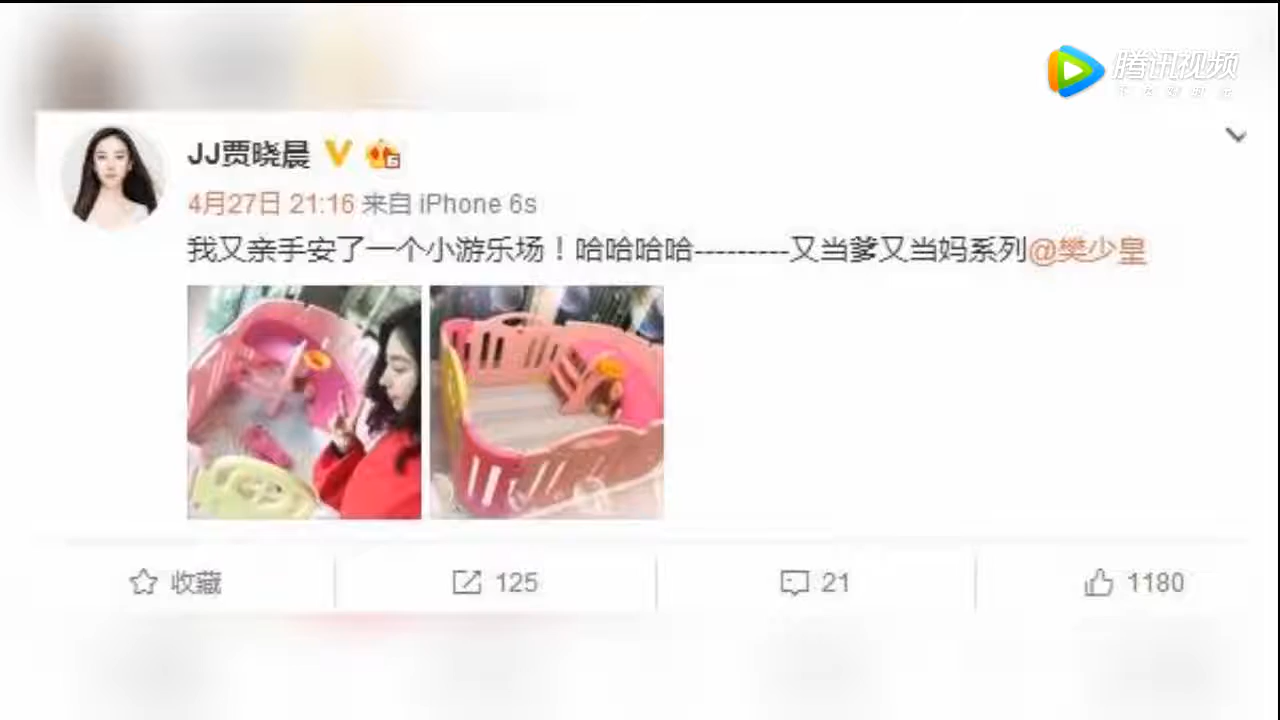 腾讯视频
JJ贾晓晨
4月27日 21:16 来自 iPhone 6s
我又亲手安了一个小游乐场！哈哈哈哈---------又当爹又当妈系列@樊少皇
收藏
125
21
1180